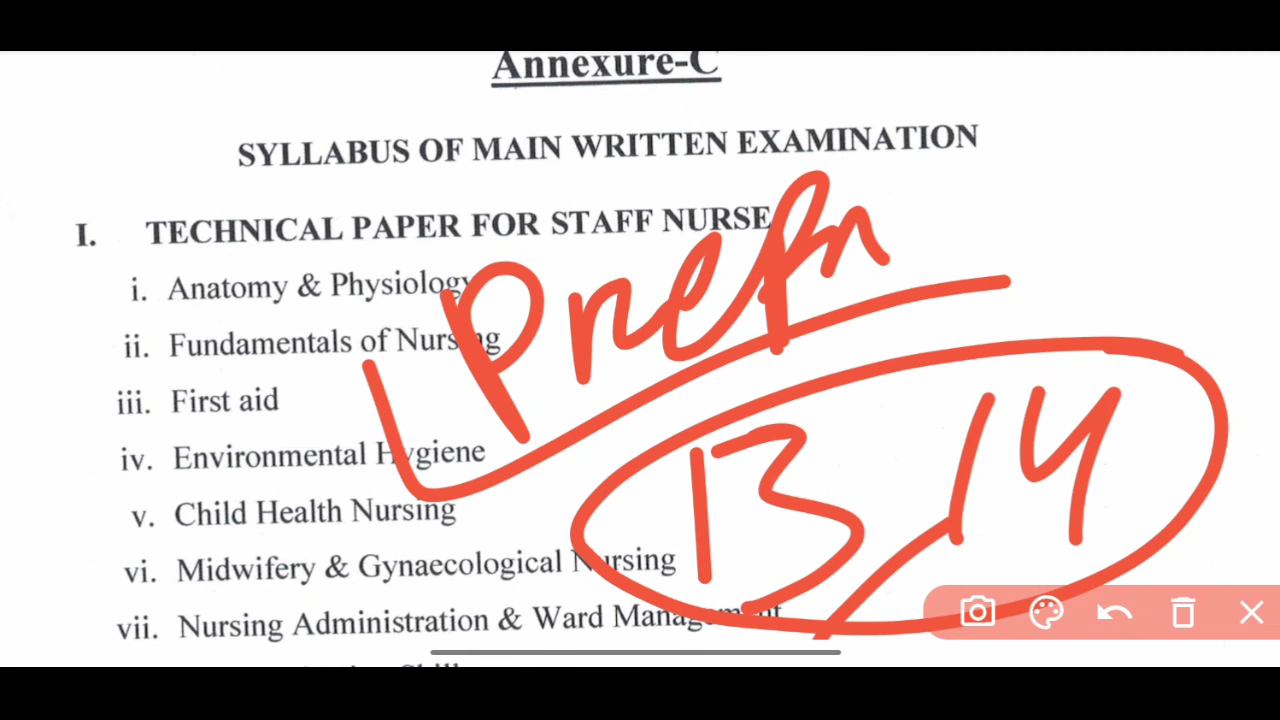 Annexure-C
SYLLABUS OF MAIN WRITTEN EXAMINATION
I. TECHNICAL PAPER FOR STAFF NURSE
i. Anatomy & Physiology
ii. Fundamentals of Nursing
iii. First aid
iv. Environmental Hygiene
v. Child Health Nursing
vi. Midwifery & Gynaecological Nursing
vii. Nursing Administration & Ward Management
13, 14